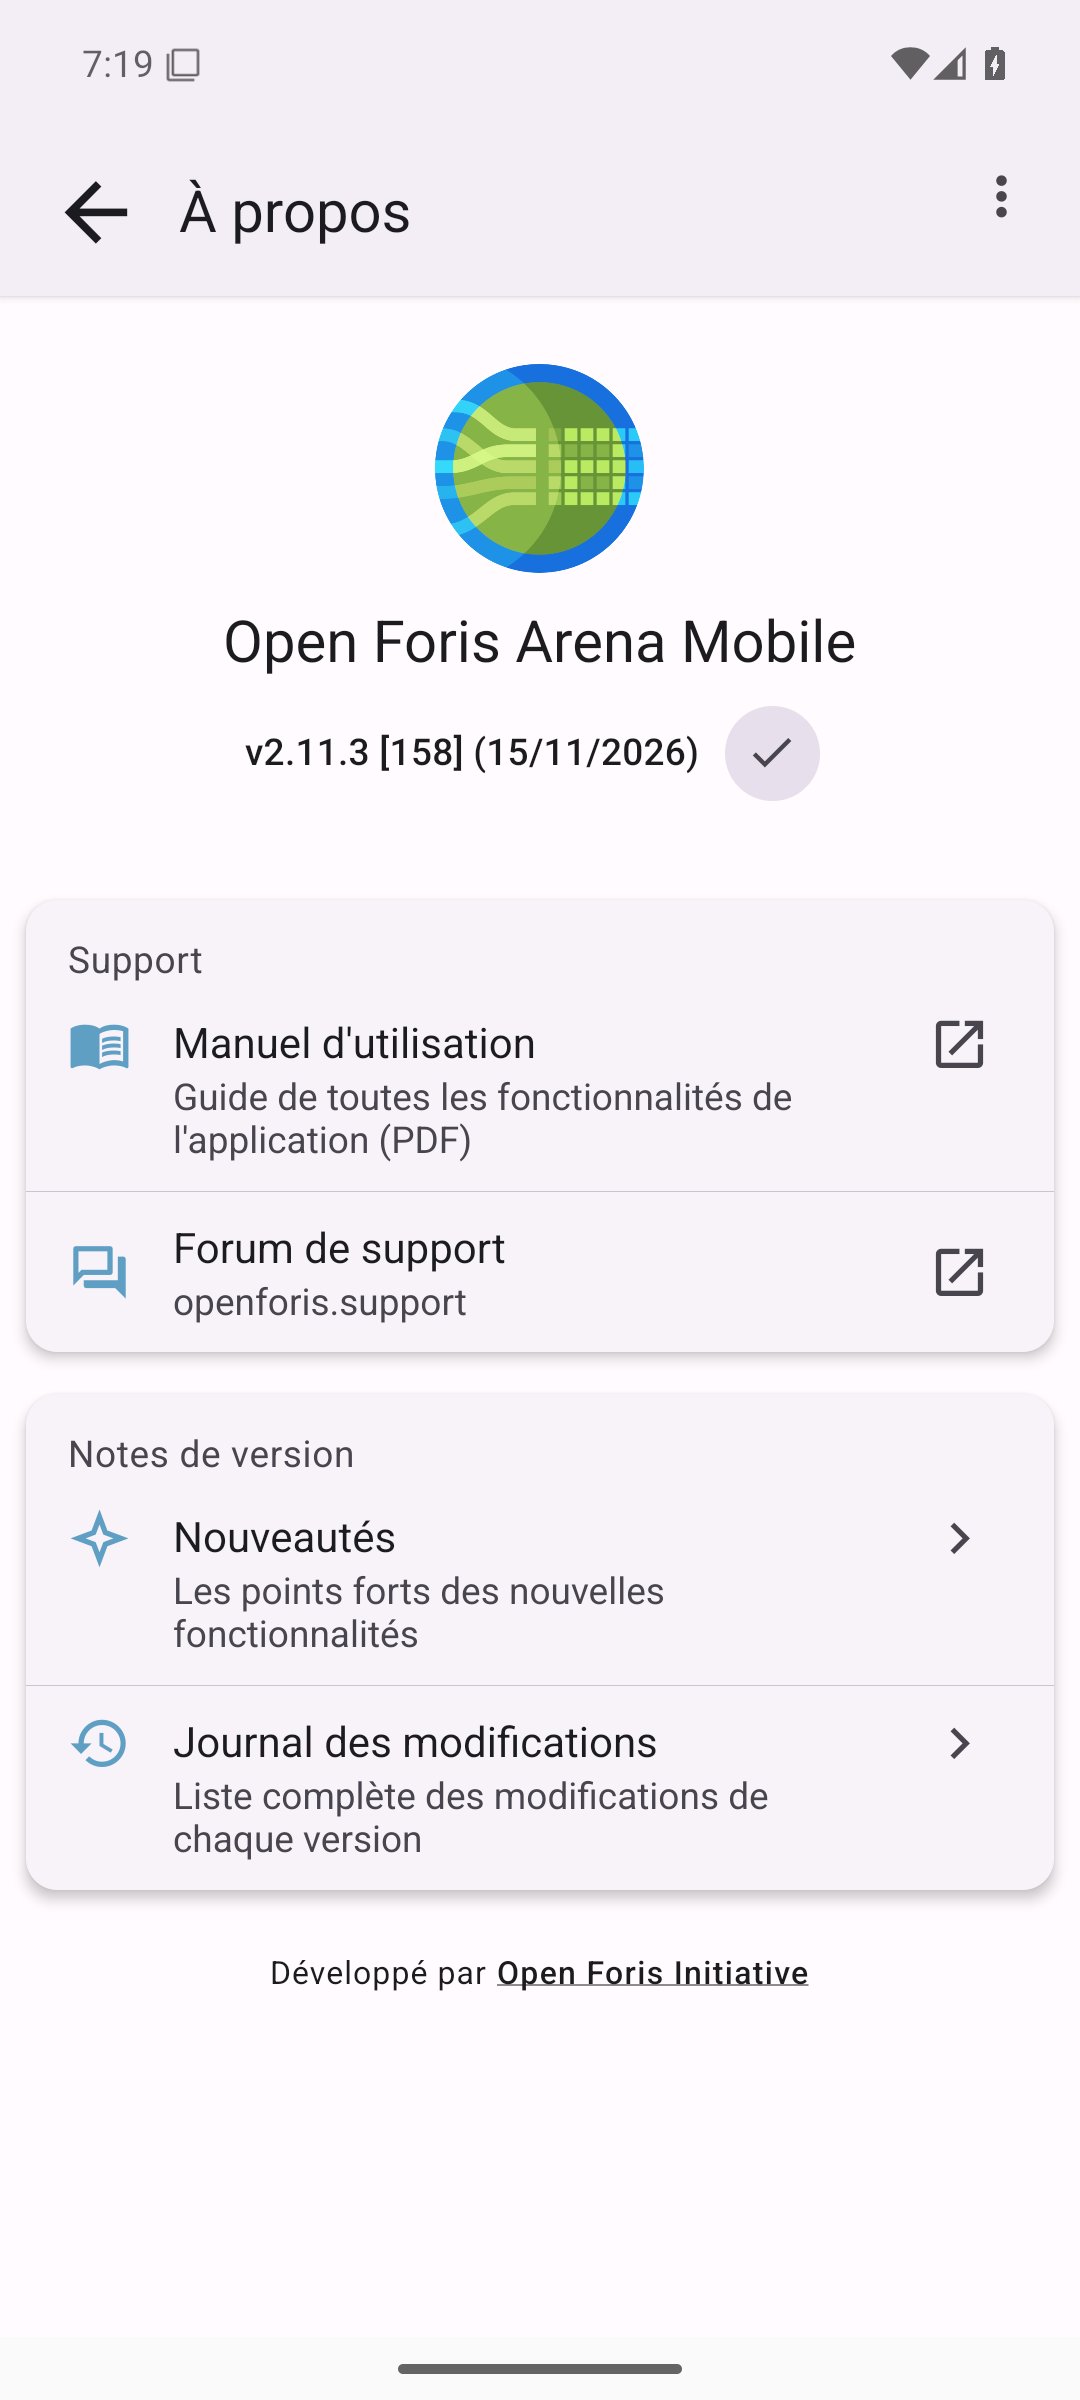 7:19
À propos
Open Foris Arena Mobile
v2.11.3 [158] (15/11/2026)
Support
Manuel d'utilisation
Guide de toutes les fonctionnalités de
l'application (PDF)
Forum de support
openforis.support
Notes de version
Nouveautés
Les points forts des nouvelles
fonctionnalités
Journal des modifications
Liste complète des modifications de
chaque version
Développé par Open Foris Initiative